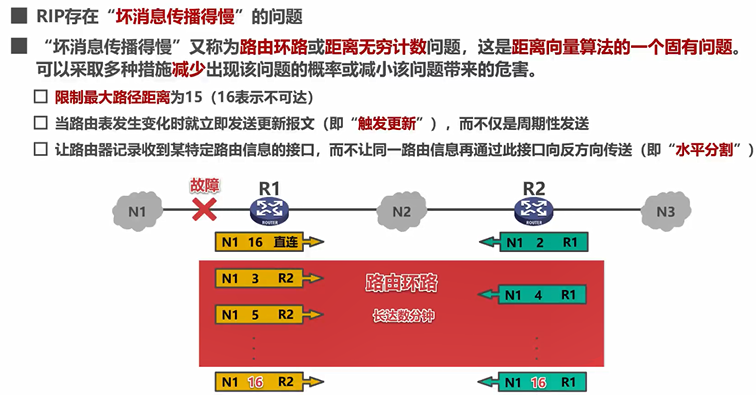 RIP存在“坏消息传播得慢”的问题
“坏消息传播得慢”又称为路由环路或距离无穷计数问题，这是距离向量算法的一个固有问题。
可以采取多种措施减少出现该问题的概率或减小该问题带来的危害。
限制最大路径距离为15（16表示不可达）
当路由表发生变化时就立即发送更新报文（即“触发更新”），而不仅是周期性发送
让路由器记录收到某特定路由信息的接口，而不让同一路由信息再通过此接口向反方向传送（即“水平分割”）
故障 R1 R2
N1 N2 N3
ROUTER ROUTER
N1 16 直连 N1 2 R1
N1 3 R2 路由环路
N1 4 R1
N1 5 R2 长达数分钟
N1 16 R2 N1 16 R1